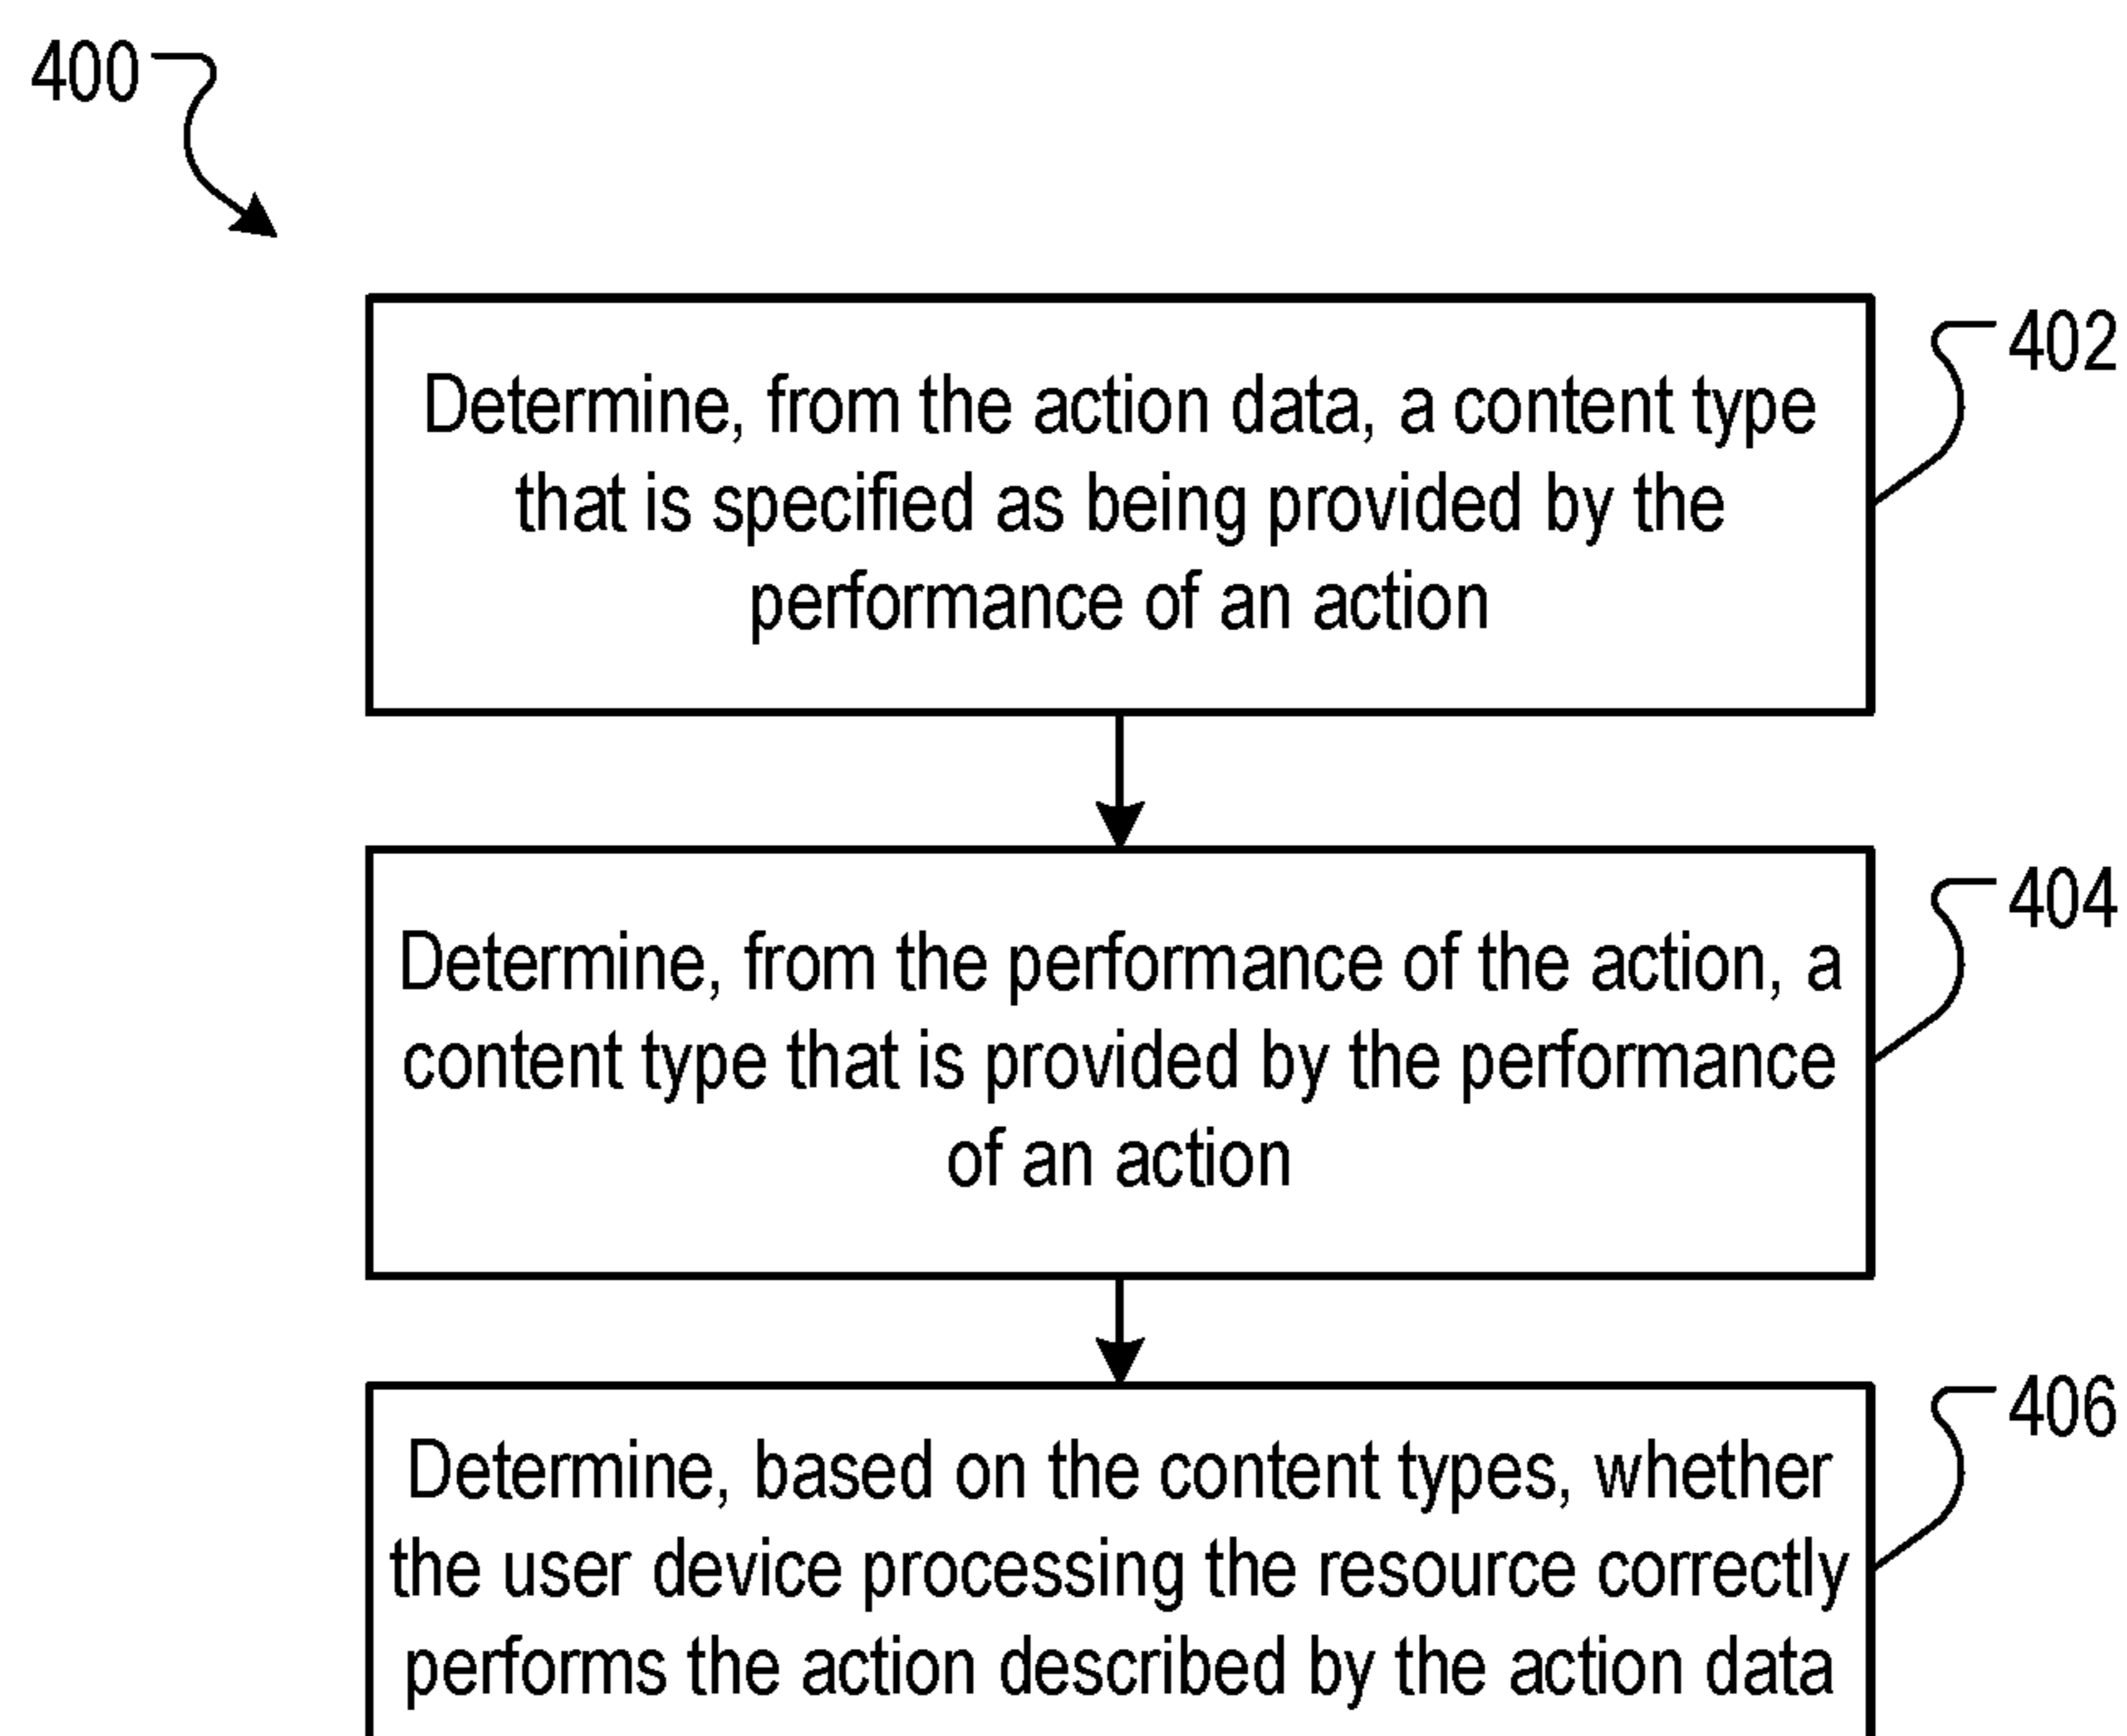 400
402
Determine, from the action data, a content type
that is specified as being provided by the
performance of an action
404
Determine, from the performance of the action, a
content type that is provided by the performance
of an action
406
Determine, based on the content types, whether
the user device processing the resource correctly
performs the action described by the action data